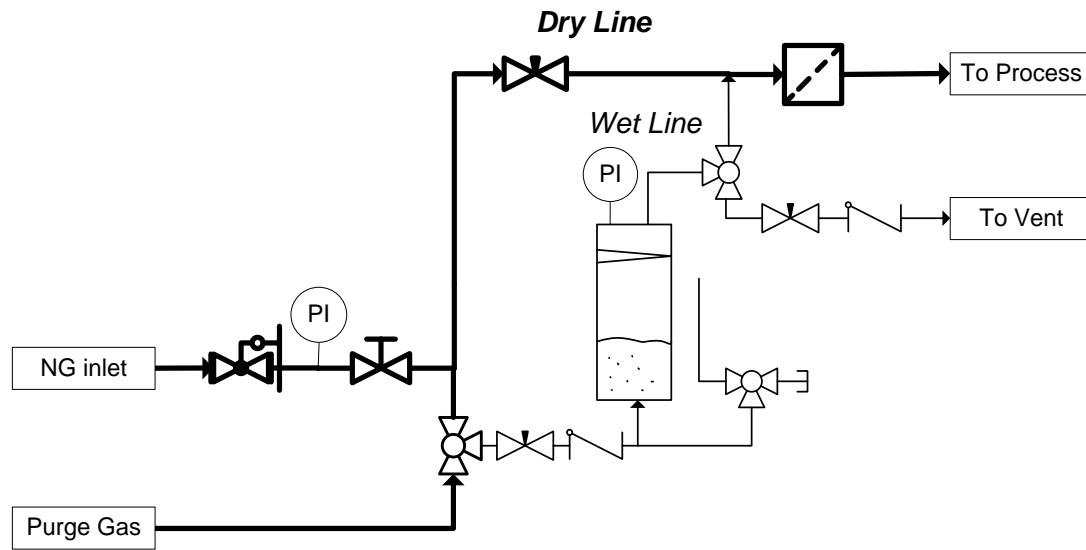 Dry Line
To Process
Wet Line
PI
To Vent
PI
NG inlet
Purge Gas